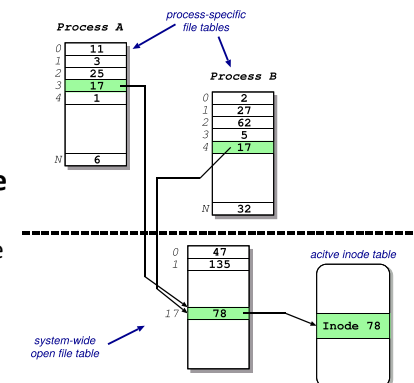 process-specific
file tables
Process A
0 11
1 3
2 25
3 17
4 1
N 6
Process B
0 2
1 27
2 62
3 5
4 17
N 32
e
e
0 47
1 135
17 78
acitve inode table
Inode 78
system-wide
open file table